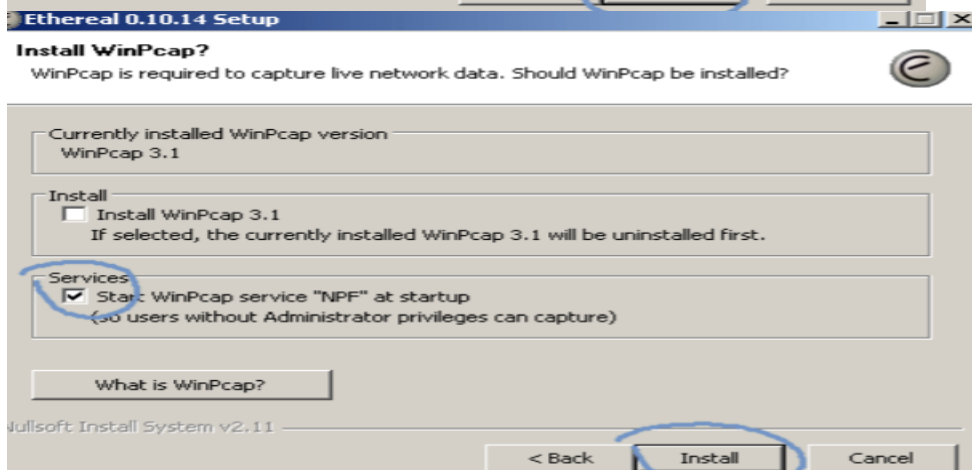 Ethereal 0.10.14 Setup
Install WinPcap?
WinPcap is required to capture live network data. Should WinPcap be installed?
Currently installed WinPcap version
WinPcap 3.1
Install
Install WinPcap 3.1
If selected, the currently installed WinPcap 3.1 will be uninstalled first.
Services
Start WinPcap service "NPF" at startup
(so users without Administrator privileges can capture)
What is WinPcap?
Nullsoft Install System v2.11
< Back Install Cancel